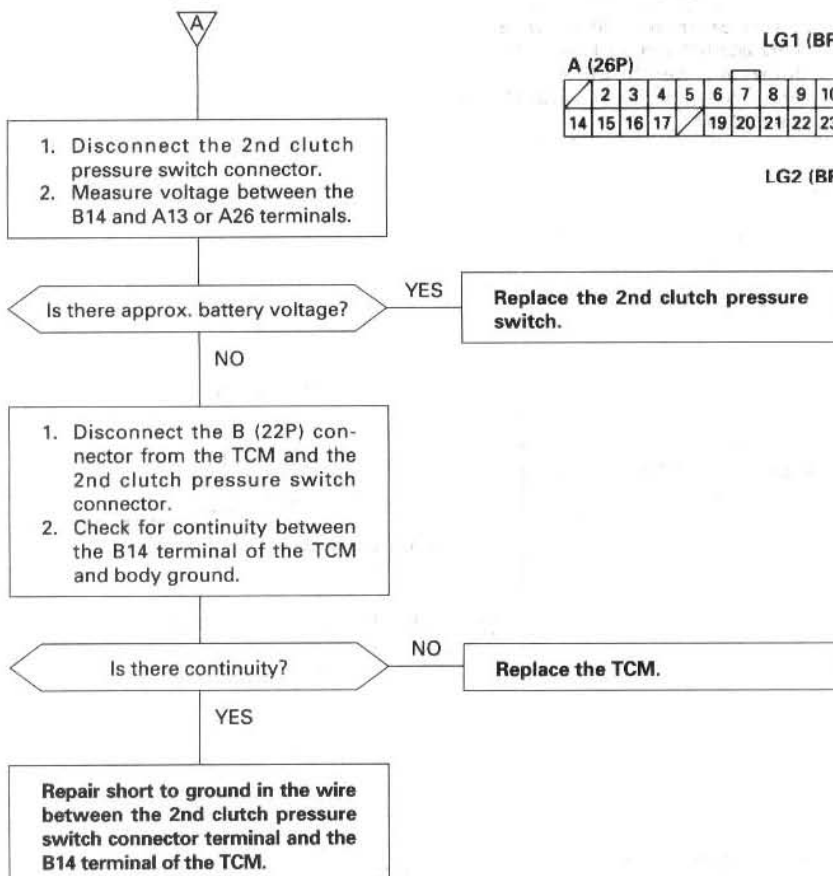 A
LG1 (BR
A (26P)
2 3 4 5 6 7 8 9 10
14 15 16 17 19 20 21 22 23
LG2 (BR
1. Disconnect the 2nd clutch
pressure switch connector.
2. Measure voltage between the
B14 and A13 or A26 terminals.
Is there approx. battery voltage?
YES
Replace the 2nd clutch pressure
switch.
NO
1. Disconnect the B (22P) con-
nector from the TCM and the
2nd clutch pressure switch
connector.
2. Check for continuity between
the B14 terminal of the TCM
and body ground.
Is there continuity?
NO
Replace the TCM.
YES
Repair short to ground in the wire
between the 2nd clutch pressure
switch connector terminal and the
B14 terminal of the TCM.